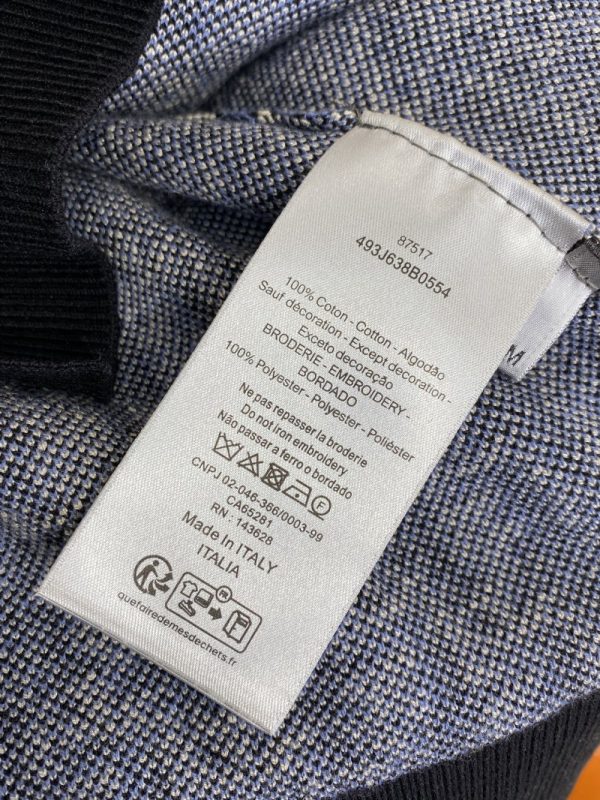 87517
493J638B0554
100% Coton - Cotton - Algodão
Sauf décoration - Except decoration -
Exceto decoração
BRODERIE - EMBROIDERY -
BORDADO
100% Polyester - Polyester - Poliéster
Ne pas repasser la broderie
Do not iron embroidery
Não passar a ferro o bordado
F
CNPJ 02-046-366/0003-99
CA65281
RN : 143628
Made In ITALY
ITALIA
FR
quefairedemesdechets.fr
M